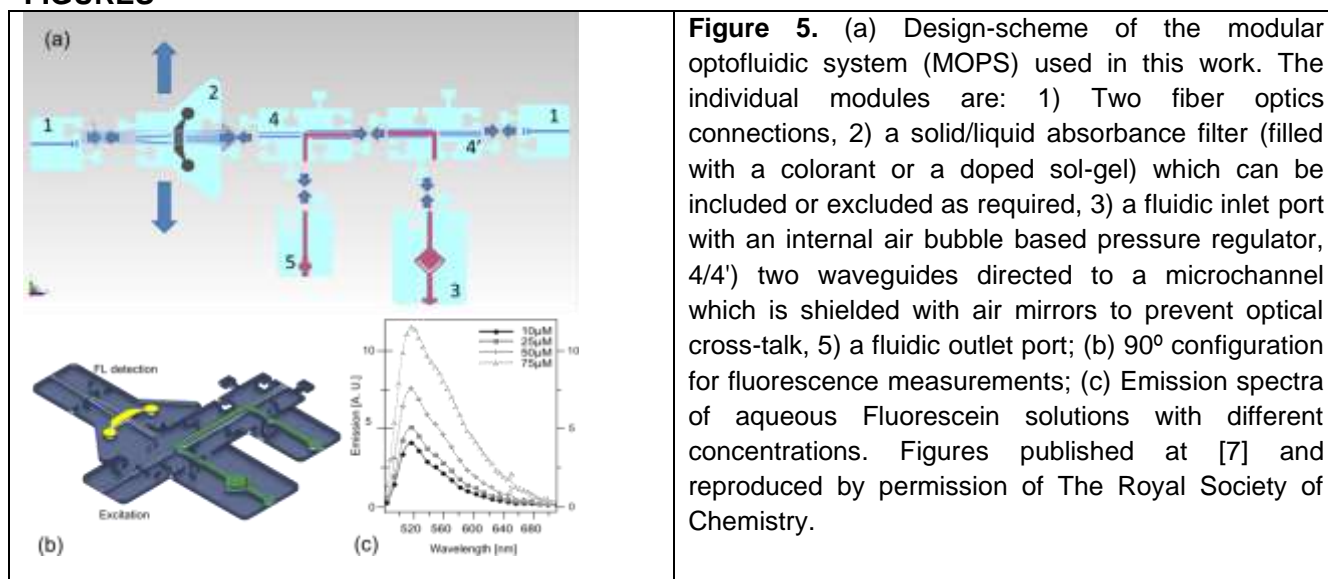 FIGURES
(a)
2
1
4
1
4'
5
3
FL detection
Excitation
(b)
10µM
25µM
50µM
75µM
10
10
5
5
0
0
Emission [A. U.]
520 560 600 640 680
Wavelength [nm]
(c)
Figure 5. (a) Design-scheme of the modular
optofluidic system (MOPS) used in this work. The
individual modules are: 1) Two fiber optics
connections, 2) a solid/liquid absorbance filter (filled
with a colorant or a doped sol-gel) which can be
included or excluded as required, 3) a fluidic inlet port
with an internal air bubble based pressure regulator,
4/4') two waveguides directed to a microchannel
which is shielded with air mirrors to prevent optical
cross-talk, 5) a fluidic outlet port; (b) 90º configuration
for fluorescence measurements; (c) Emission spectra
of aqueous Fluorescein solutions with different
concentrations. Figures published at [7] and
reproduced by permission of The Royal Society of
Chemistry.